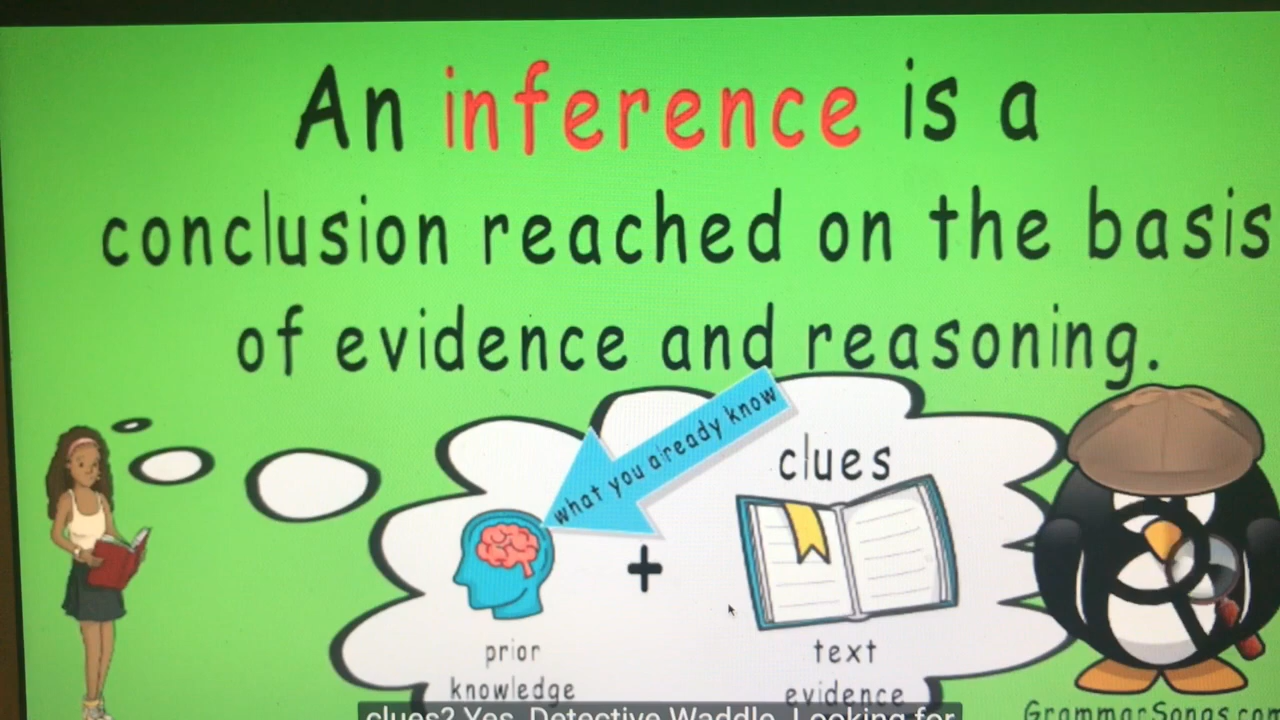 An inference is a
conclusion reached on the basis
of evidence and reasoning.
what you already know
clues
+
prior
knowledge
text
evidence
clues? Yes, Detective Waddle. Looking for
GrammarSongs.com